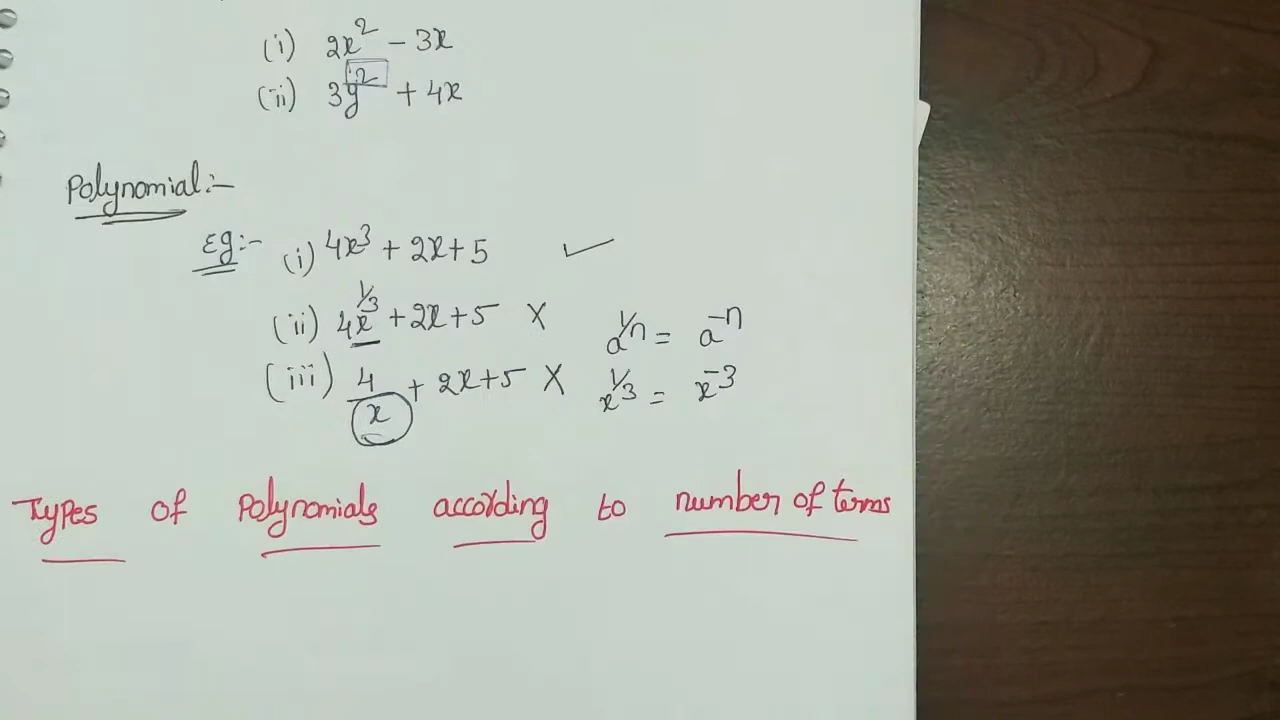 (i) 2x² - 3x
(ii) 3y² + 4x
Polynomial:-
Eg:- (i) 4x³ + 2x + 5 ✓
(ii) 4x^1/3 + 2x + 5 X a^1/n = a^-n
(iii) 4/x + 2x + 5 X x^1/3 = x^-3
Types of Polynomials according to number of terms